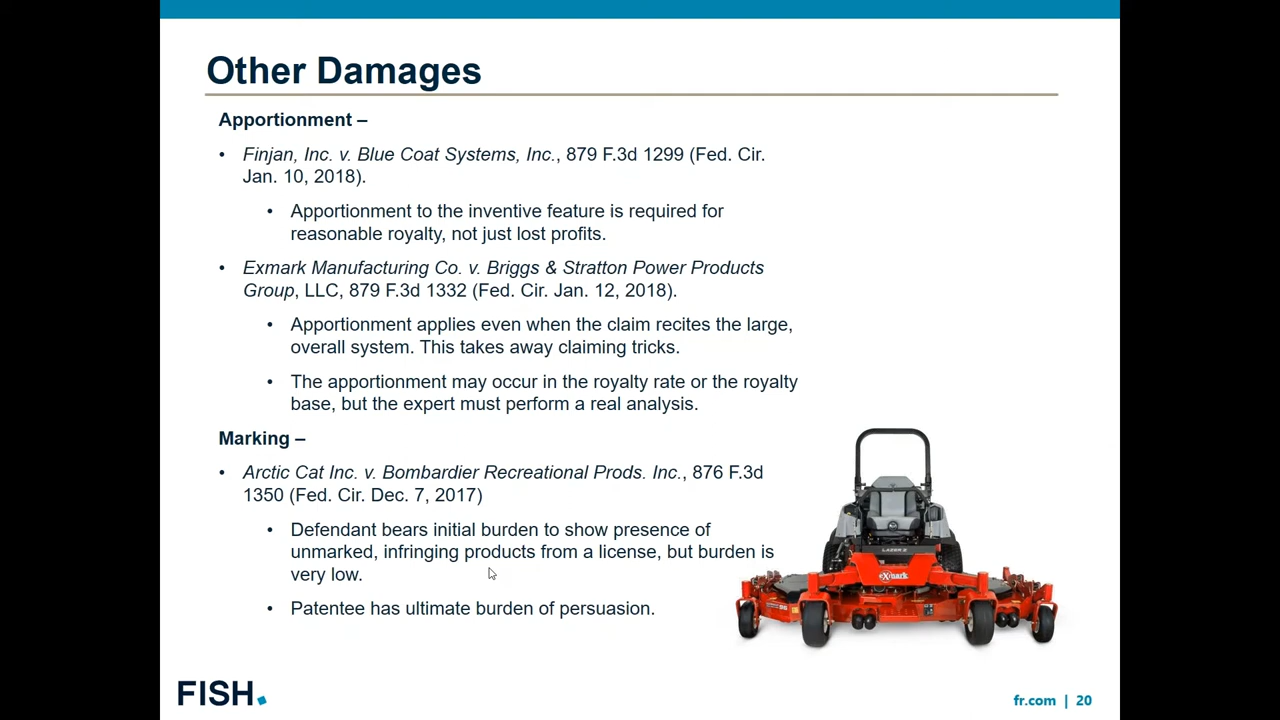 Other Damages
Apportionment –
• Finjan, Inc. v. Blue Coat Systems, Inc., 879 F.3d 1299 (Fed. Cir.
Jan. 10, 2018).
• Apportionment to the inventive feature is required for
reasonable royalty, not just lost profits.
• Exmark Manufacturing Co. v. Briggs & Stratton Power Products
Group, LLC, 879 F.3d 1332 (Fed. Cir. Jan. 12, 2018).
• Apportionment applies even when the claim recites the large,
overall system. This takes away claiming tricks.
• The apportionment may occur in the royalty rate or the royalty
base, but the expert must perform a real analysis.
Marking –
• Arctic Cat Inc. v. Bombardier Recreational Prods. Inc., 876 F.3d
1350 (Fed. Cir. Dec. 7, 2017)
• Defendant bears initial burden to show presence of
unmarked, infringing products from a license, but burden is
very low.
• Patentee has ultimate burden of persuasion.
LAZER Z
exmark
FISH.
fr.com | 20